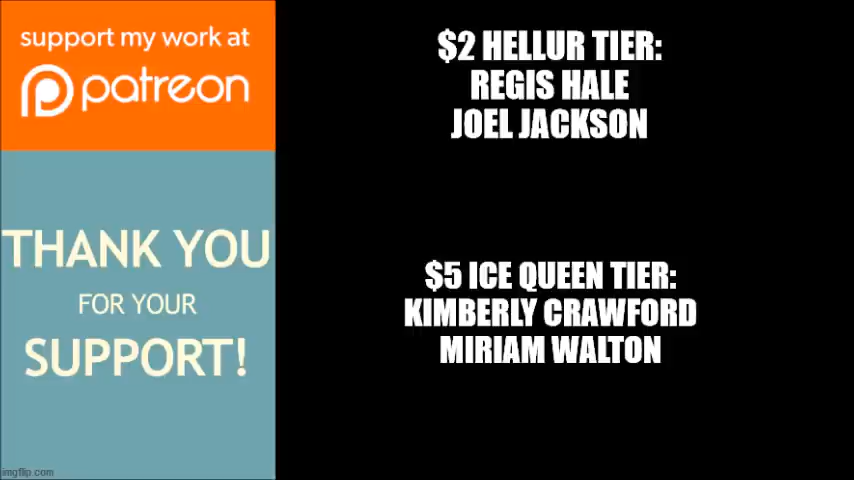 support my work at
patreon
THANK YOU
FOR YOUR
SUPPORT!
imgflip.com
$2 HELLUR TIER:
REGIS HALE
JOEL JACKSON
$5 ICE QUEEN TIER:
KIMBERLY CRAWFORD
MIRIAM WALTON